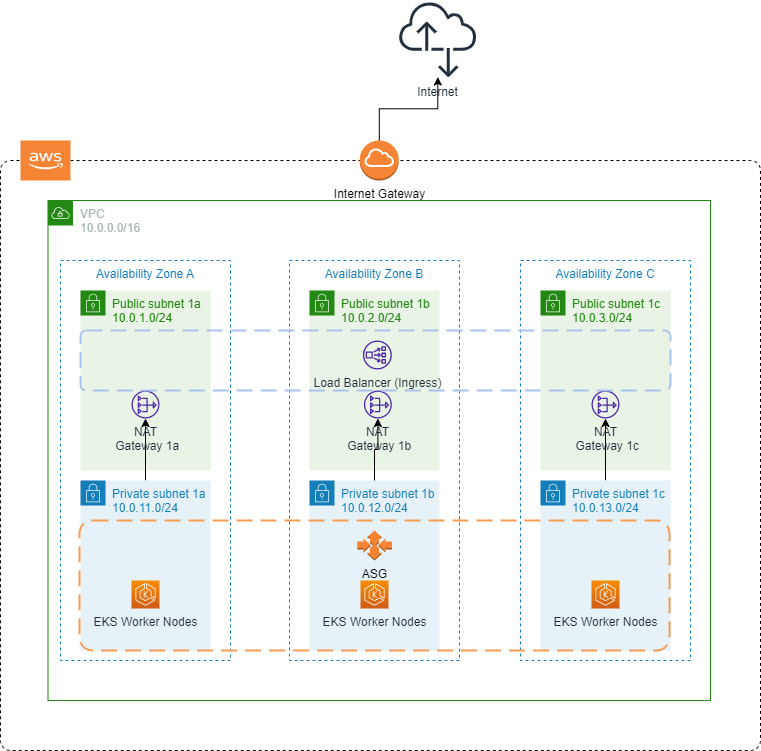 Internet
aws
Internet Gateway
VPC
10.0.0.0/16
Availability Zone A
Availability Zone B
Availability Zone C
Public subnet 1a
10.0.1.0/24
Public subnet 1b
10.0.2.0/24
Public subnet 1c
10.0.3.0/24
Load Balancer (Ingress)
NAT
Gateway 1a
NAT
Gateway 1b
NAT
Gateway 1c
Private subnet 1a
10.0.11.0/24
Private subnet 1b
10.0.12.0/24
Private subnet 1c
10.0.13.0/24
ASG
EKS Worker Nodes
EKS Worker Nodes
EKS Worker Nodes